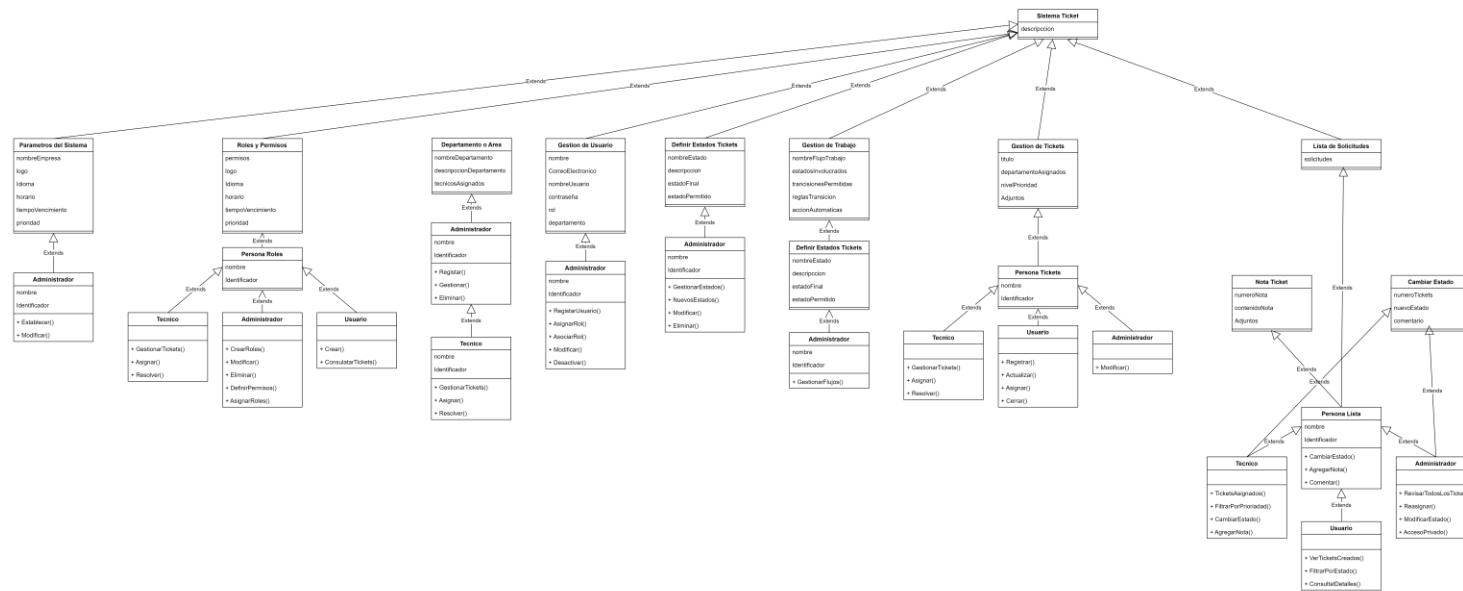 Sistema Ticket
descripccion
Extends
Extends
Extends
Extends
Extends
Extends
Extends
Parametros del Sistema
nombreEmpresa
logo
Idioma
horario
tiempoVencimiento
prioridad
Extends
Administrador
nombre
Identificador
+ Establecer()
+ Modificar()
Roles y Permisos
permisos
logo
Idioma
horario
tiempoVencimiento
prioridad
Extends
Persona Roles
nombre
Identificador
Extends
Extends
Extends
Tecnico
+ GestionarTickets()
+ Asignar()
+ Resolver()
Administrador
+ CrearRoles()
+ Modificar()
+ Eliminar()
+ DefinirPermisos()
+ AsignarRoles()
Usuario
+ Crear()
+ ConsulatarTickets()
Departamento o Area
nombreDepartamento
descripccionDepartamento
tecnicosAsignados
Extends
Administrador
nombre
Identificador
+ Registar()
+ Gestionar()
+ Eliminar()
Extends
Tecnico
nombre
Identificador
+ GestionarTickets()
+ Asignar()
+ Resolver()
Gestion de Usuario
nombre
CorreoElectronico
nombreUsuario
contraseña
rol
departamento
Extends
Administrador
nombre
Identificador
+ RegistarUsuario()
+ AsignarRol()
+ AsociarRol()
+ Modificar()
+ Desactivar()
Definir Estados Tickets
nombreEstado
descripccion
estadoFinal
estadoPermitido
Extends
Administrador
nombre
Identificador
+ GestionarEstados()
+ NuevosEstados()
+ Modificar()
+ Eliminar()
Gestion de Trabajo
nombreFlujoTrabajo
estadosInvolucrados
trancisionesPermitidas
reglasTransicion
accionAutomaticas
Extends
Definir Estados Tickets
nombreEstado
descripccion
estadoFinal
estadoPermitido
Extends
Administrador
nombre
Identificador
+ GestionarFlujos()
Gestion de Tickets
titulo
departamentoAsignados
nivelPrioridad
Adjuntos
Extends
Persona Tickets
nombre
Identificador
Extends
Extends
Extends
Tecnico
+ GestionarTickets()
+ Asignar()
+ Resolver()
Usuario
+ Registrar()
+ Actualizar()
+ Asignar()
+ Cerrar()
Administrador
+ Modificar()
Lista de Solicitudes
solicitudes
Extends
Nota Ticket
numeroNota
contenidoNota
Adjuntos
Extends
Cambiar Estado
numeroTickets
nuevoEstado
comentario
Extends
Extends
Persona Lista
nombre
Identificador
+ CambiarEstado()
+ AgregarNota()
+ Comentar()
Extends
Extends
Extends
Tecnico
+ TicketsAsignados()
+ FiltrarPorPrioriadad()
+ CambiarEstado()
+ AgregarNota()
Administrador
+ RevisarTodosLosTicke
+ Reasignar()
+ ModificarEstado()
+ AccesoPrivado()
Usuario
+ VerTicketsCreados()
+ FiltrarPorEstado()
+ ConsultatDetalles()